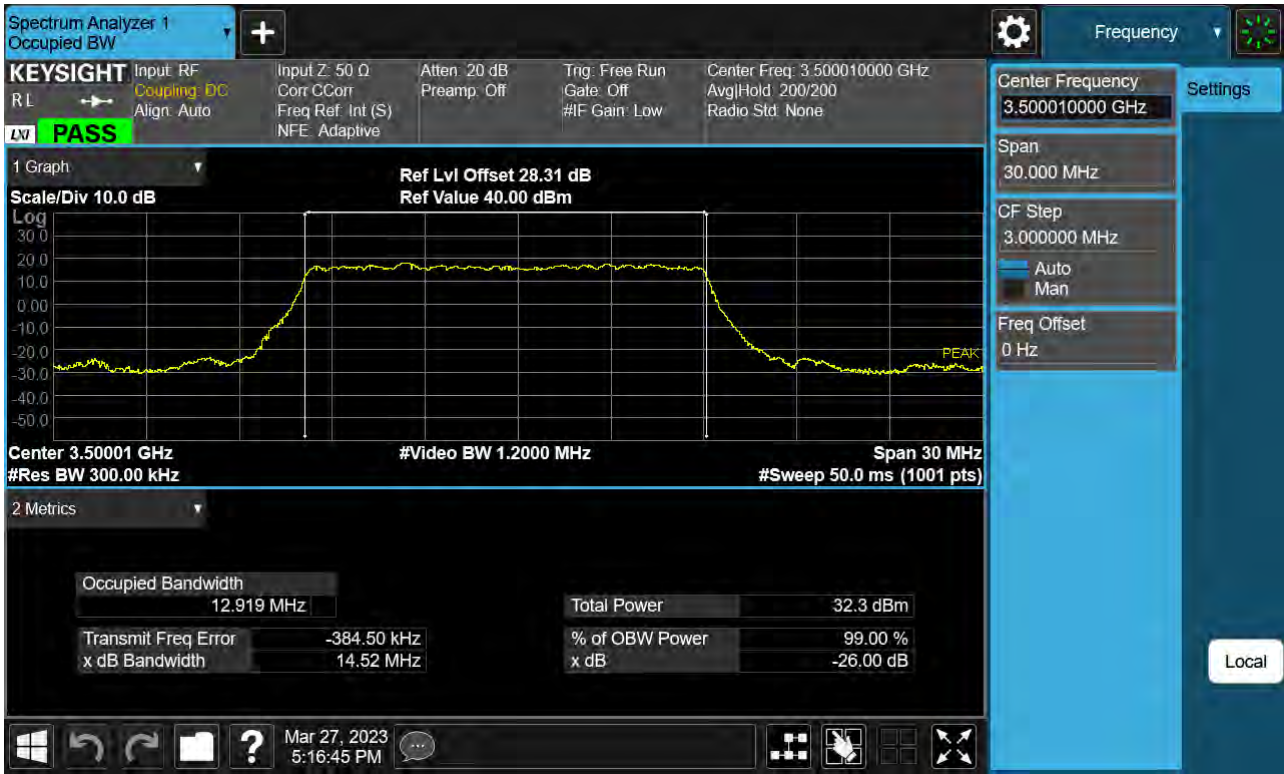 Spectrum Analyzer 1
Occupied BW
+
Frequency
KEYSIGHT
RL
LXI
PASS
Input: RF
Coupling: DC
Align: Auto
Input Z: 50 Ω
Corr CCorr
Freq Ref: Int (S)
NFE: Adaptive
Atten: 20 dB
Preamp: Off
Trig: Free Run
Gate: Off
#IF Gain: Low
Center Freq: 3.500010000 GHz
Avg|Hold: 200/200
Radio Std: None
Center Frequency
3.500010000 GHz
Settings
Span
30.000 MHz
CF Step
3.000000 MHz
Auto
Man
Freq Offset
0 Hz
Local
1 Graph
Scale/Div 10.0 dB
Ref Lvl Offset 28.31 dB
Ref Value 40.00 dBm
Log
30.0
20.0
10.0
0.00
-10.0
-20.0
-30.0
-40.0
-50.0
PEAK
Center 3.50001 GHz
#Video BW 1.2000 MHz
Span 30 MHz
#Res BW 300.00 kHz
#Sweep 50.0 ms (1001 pts)
2 Metrics
Occupied Bandwidth
12.919 MHz
Total Power 32.3 dBm
Transmit Freq Error -384.50 kHz
% of OBW Power 99.00 %
x dB Bandwidth 14.52 MHz
x dB -26.00 dB
?
Mar 27, 2023
5:16:45 PM